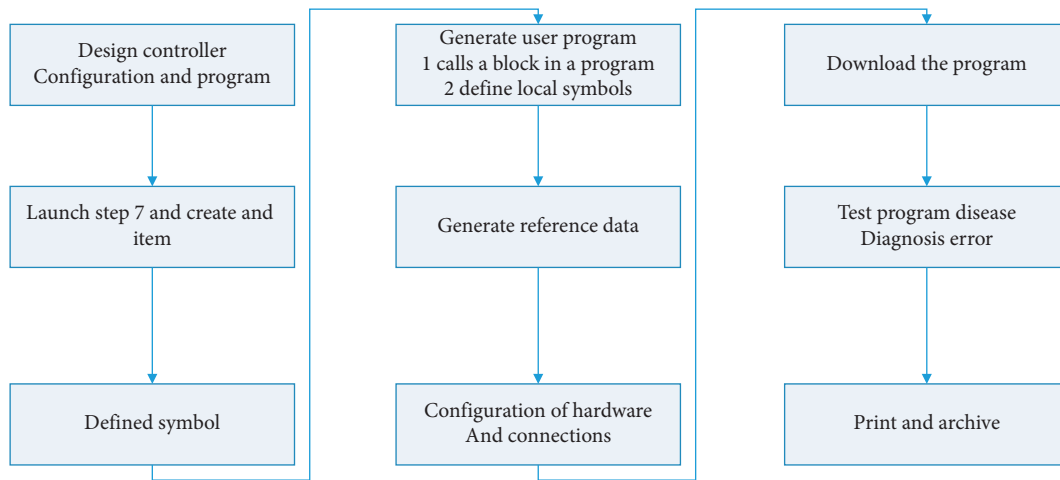 Design controller
Configuration and program
Launch step 7 and create and
item
Defined symbol
Generate user program
1 calls a block in a program
2 define local symbols
Generate reference data
Configuration of hardware
And connections
Download the program
Test program disease
Diagnosis error
Print and archive